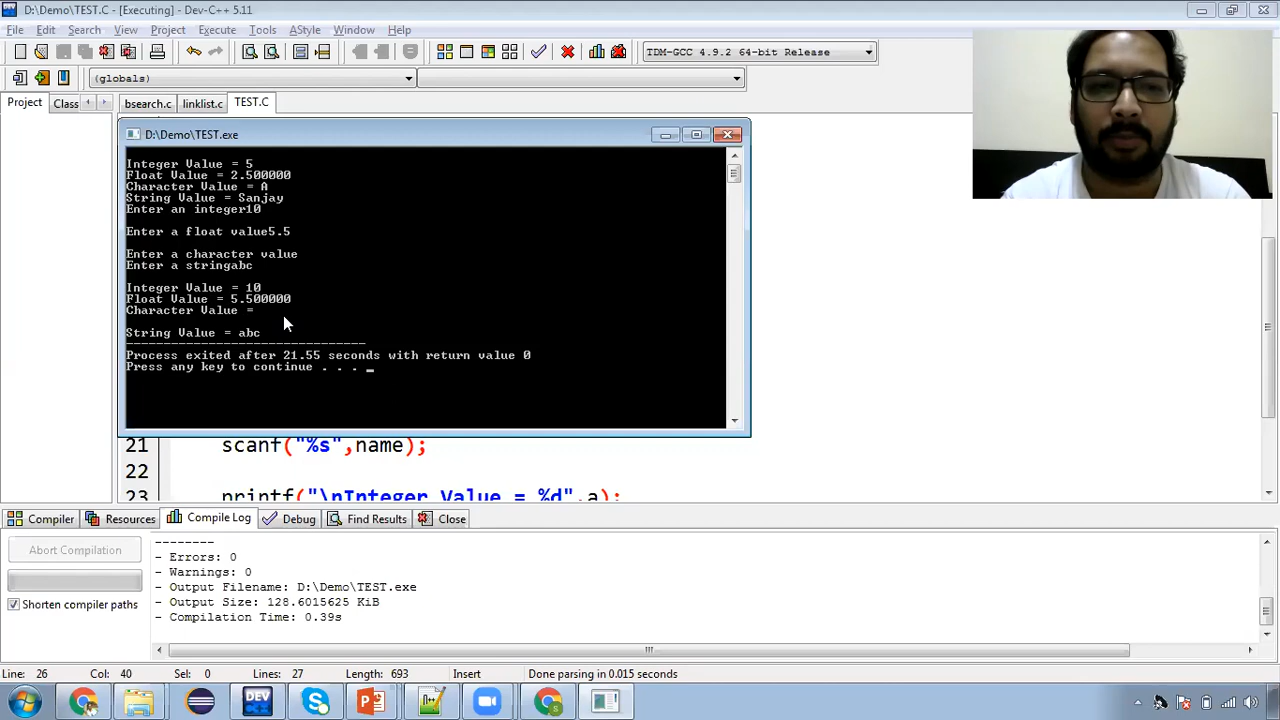 D:\Demo\TEST.C - [Executing] - Dev-C++ 5.11
File Edit Search View Project Execute Tools AStyle Window Help
TDM-GCC 4.9.2 64-bit Release
(globals)
Project Class bsearch.c linklist.c TEST.C
D:\Demo\TEST.exe
Integer Value = 5
Float Value = 2.500000
Character Value = A
String Value = Sanjay
Enter an integer10
Enter a float value5.5
Enter a character value
Enter a stringabc
Integer Value = 10
Float Value = 5.500000
Character Value =
String Value = abc
--------------------------------
Process exited after 21.55 seconds with return value 0
Press any key to continue . . . _
21 scanf("%s",name);
22
23 printf("\nInteger Value = %d",a);
Compiler Resources Compile Log Debug Find Results Close
Abort Compilation
Shorten compiler paths
--------
- Errors: 0
- Warnings: 0
- Output Filename: D:\Demo\TEST.exe
- Output Size: 128.6015625 KiB
- Compilation Time: 0.39s
Line: 26 Col: 40 Sel: 0 Lines: 27 Length: 693 Insert Done parsing in 0.015 seconds
DEV